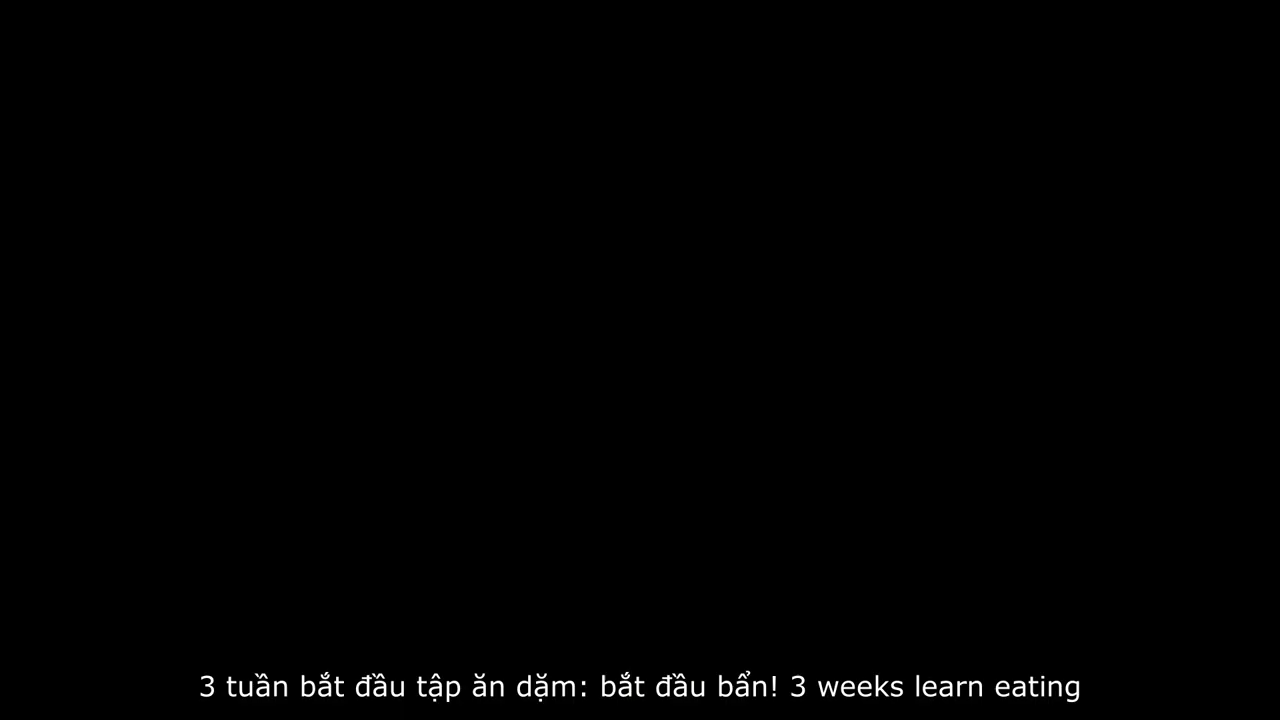 3 tuần bắt đầu tập ăn dặm: bắt đầu bẩn! 3 weeks learn eating